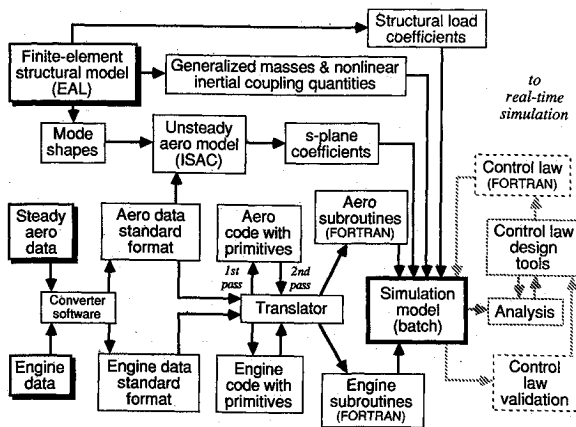 Structural load
coefficients
Finite-element
structural model
(EAL)
Generalized masses & nonlinear
inertial coupling quantities
to
real-time
simulation
Mode
shapes
Unsteady
aero model
(ISAC)
s-plane
coefficients
Control law
(FORTRAN)
Steady
aero data
Aero data
standard
format
Aero
code with
primitives
Aero
subroutines
(FORTRAN)
Control law
design
tools
1st
pass
2nd
pass
Converter
software
Translator
Simulation
model
(batch)
Analysis
Engine data
Engine data
standard
format
Engine
code with
primitives
Engine
subroutines
(FORTRAN)
Control
law
validation